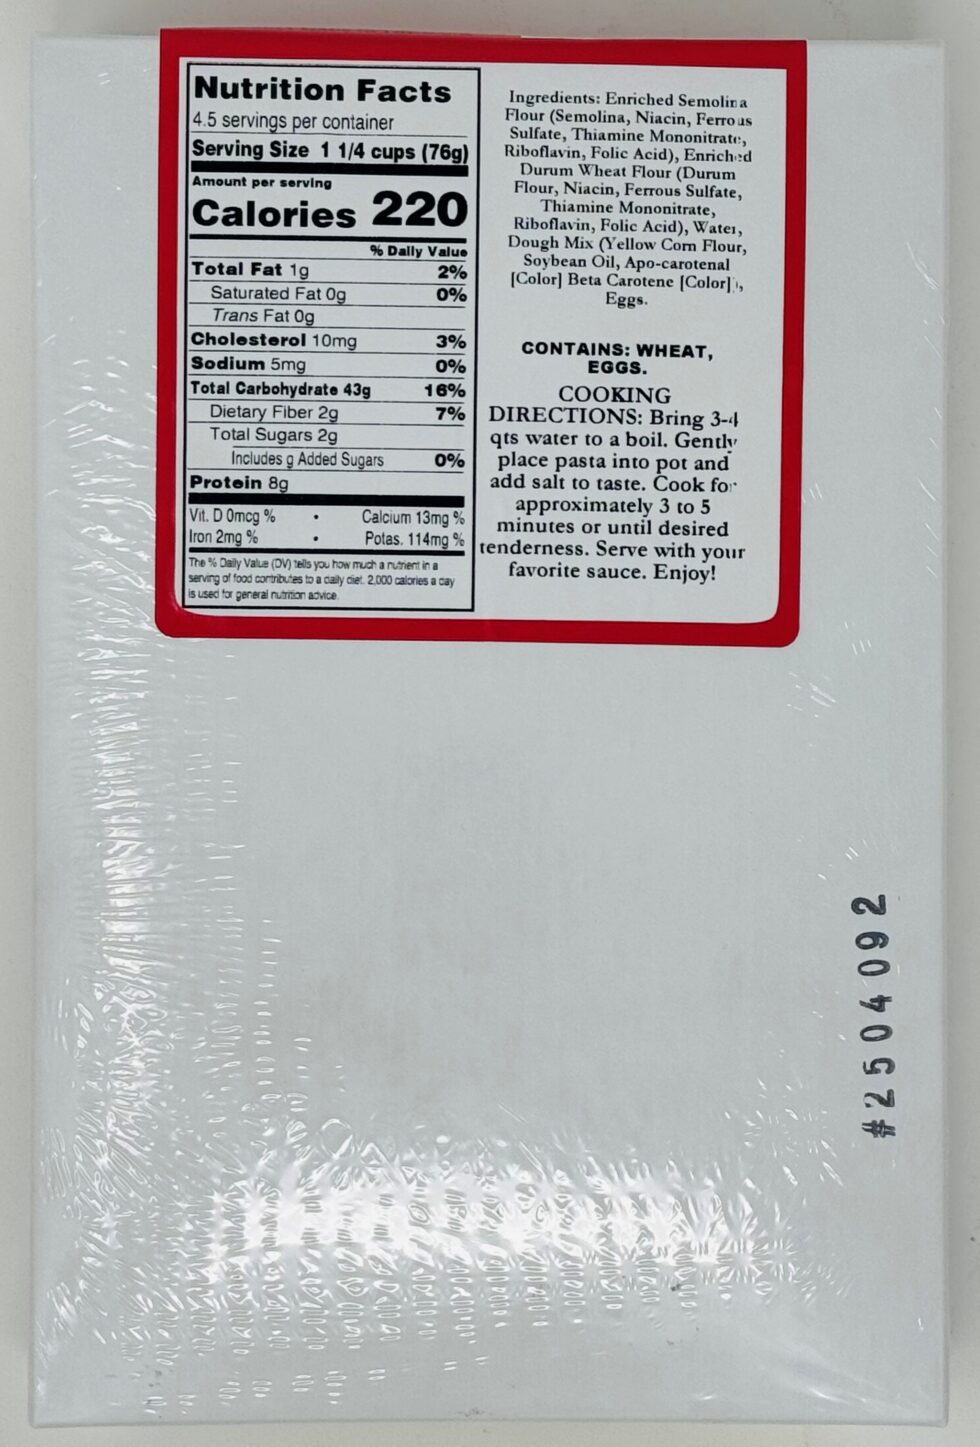 Nutrition Facts
4.5 servings per container
Serving Size 1 1/4 cups (76g)
Amount per serving
Calories 220
% Daily Value
Total Fat 1g 2%
Saturated Fat 0g 0%
Trans Fat 0g
Cholesterol 10mg 3%
Sodium 5mg 0%
Total Carbohydrate 43g 16%
Dietary Fiber 2g 7%
Total Sugars 2g
Includes g Added Sugars 0%
Protein 8g
Vit. D 0mcg % • Calcium 13mg %
Iron 2mg % • Potas. 114mg %
The % Daily Value (DV) tells you how much a nutrient in a
serving of food contributes to a daily diet. 2,000 calories a day
is used for general nutrition advice.
Ingredients: Enriched Semolina
Flour (Semolina, Niacin, Ferrous
Sulfate, Thiamine Mononitrate,
Riboflavin, Folic Acid), Enriched
Durum Wheat Flour (Durum
Flour, Niacin, Ferrous Sulfate,
Thiamine Mononitrate,
Riboflavin, Folic Acid), Water,
Dough Mix (Yellow Corn Flour,
Soybean Oil, Apo-carotenal
[Color] Beta Carotene [Color]),
Eggs.
CONTAINS: WHEAT,
EGGS.
COOKING
DIRECTIONS: Bring 3-4
qts water to a boil. Gently
place pasta into pot and
add salt to taste. Cook for
approximately 3 to 5
minutes or until desired
tenderness. Serve with your
favorite sauce. Enjoy!
#2504092